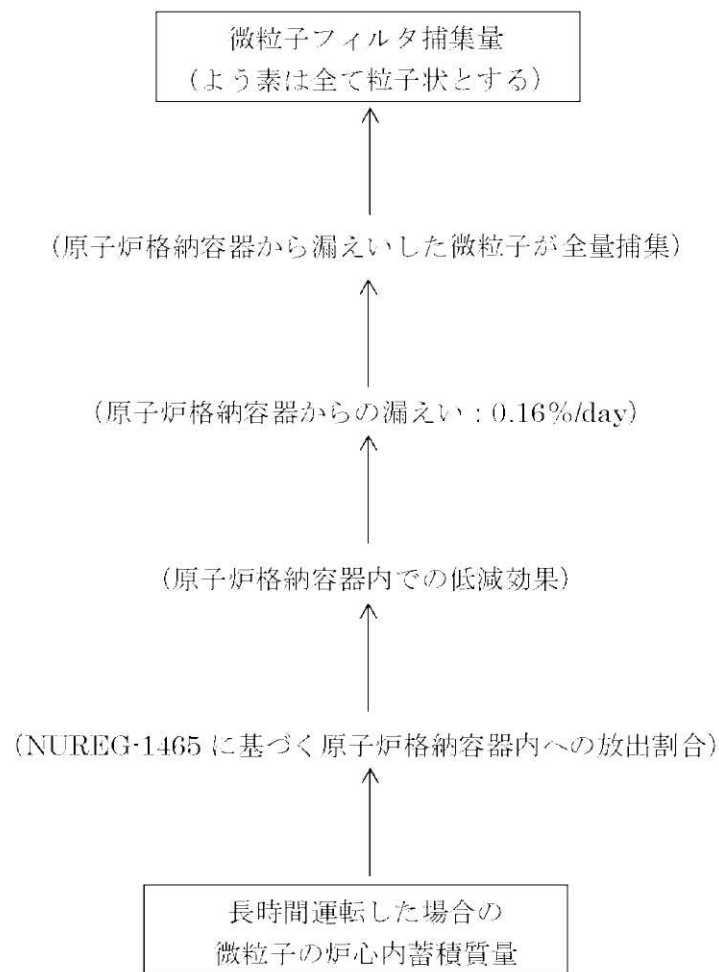 微粒子フィルタ捕集量
(よう素は全て粒子状とする)
(原子炉格納容器から漏えいした微粒子が全量捕集)
(原子炉格納容器からの漏えい：0.16%/day)
(原子炉格納容器内での低減効果)
(NUREG-1465 に基づく原子炉格納容器内への放出割合)
長時間運転した場合の
微粒子の炉心内蓄積質量